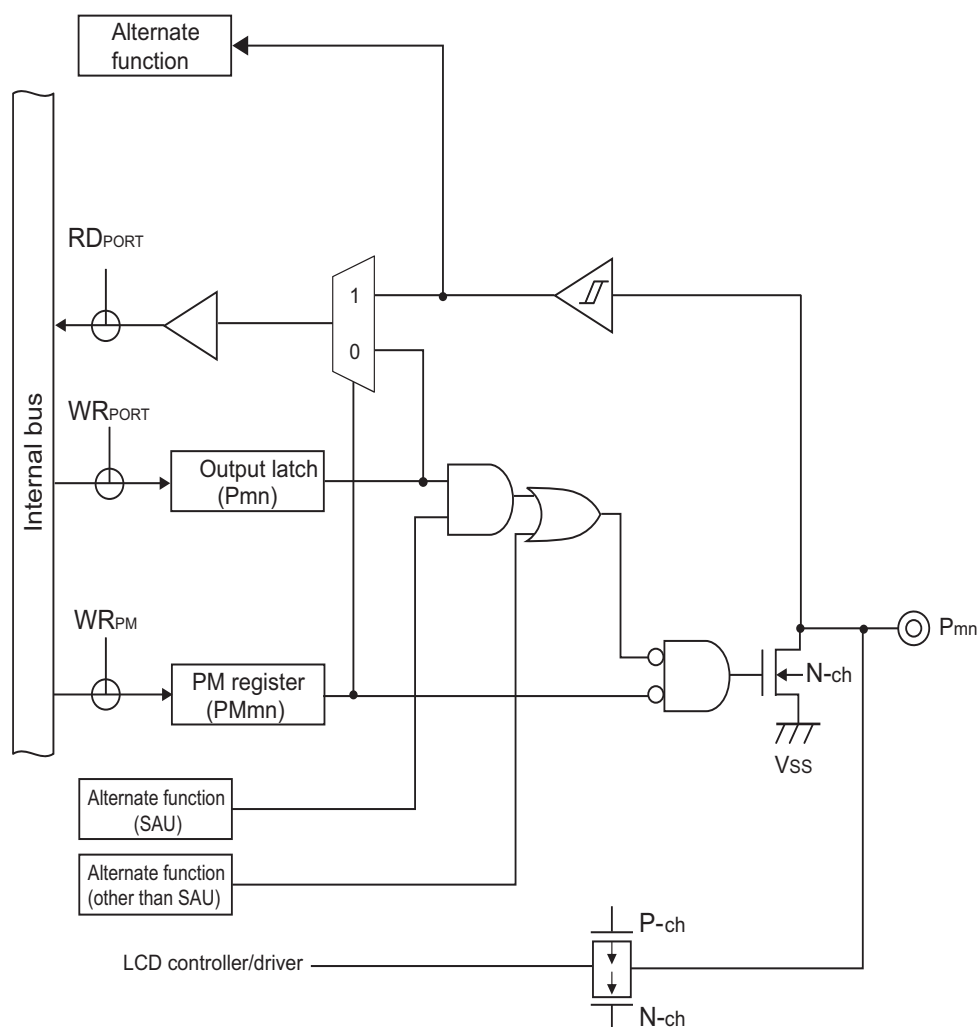 Alternate
function
RDPORT
1
0
WRPORT
Internal bus
Output latch
(Pmn)
WRPM
PM register
(PMmn)
Pmn
N-ch
VSS
Alternate function
(SAU)
Alternate function
(other than SAU)
P-ch
LCD controller/driver
N-ch